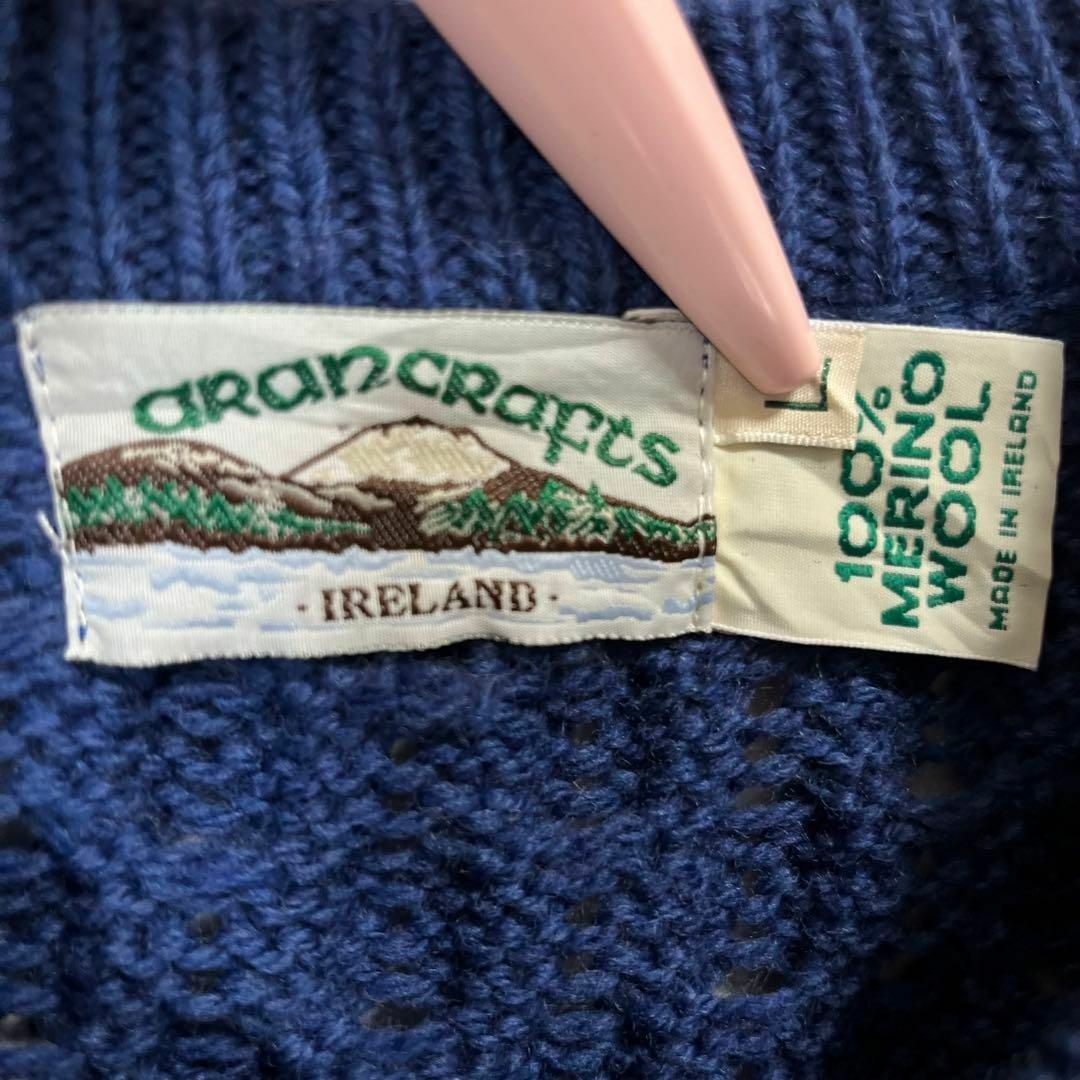 arancrafts
· IRELAND ·
L
100%
MERINO
WOOL
MADE IN IRELAND